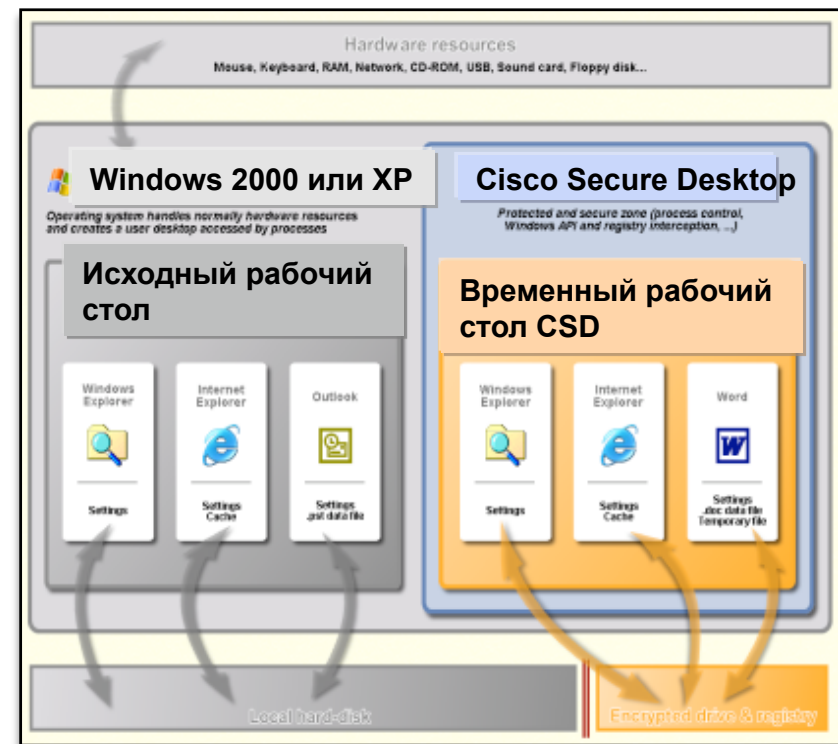 Hardware resources
Mouse, Keyboard, RAM, Network, CD-ROM, USB, Sound card, Floppy disk...
Windows 2000 или XP
Operating system handles normally hardware resources
and creates a user desktop accessed by processes
Исходный рабочий
стол
Windows
Explorer
Settings
Internet
Explorer
Settings
Cache
Outlook
Settings
.pst data file
Cisco Secure Desktop
Protected and secure zone (process control,
Windows API and registry interception, ...)
Временный рабочий
стол CSD
Windows
Explorer
Settings
Internet
Explorer
Settings
Cache
Word
W
Settings
.doc data file
Temporary file
Local hard-disk
Encrypted drive & registry